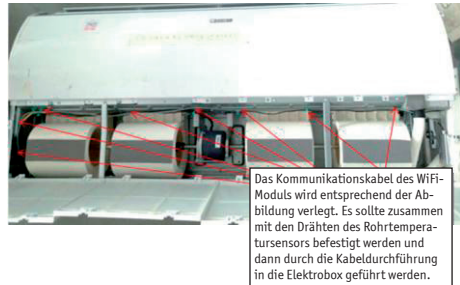 Das Kommunikationskabel des WiFi-
Moduls wird entsprechend der Ab-
bildung verlegt. Es sollte zusammen
mit den Drähten des Rohrtempera-
tursensors befestigt werden und
dann durch die Kabeldurchführung
in die Elektrobox geführt werden.